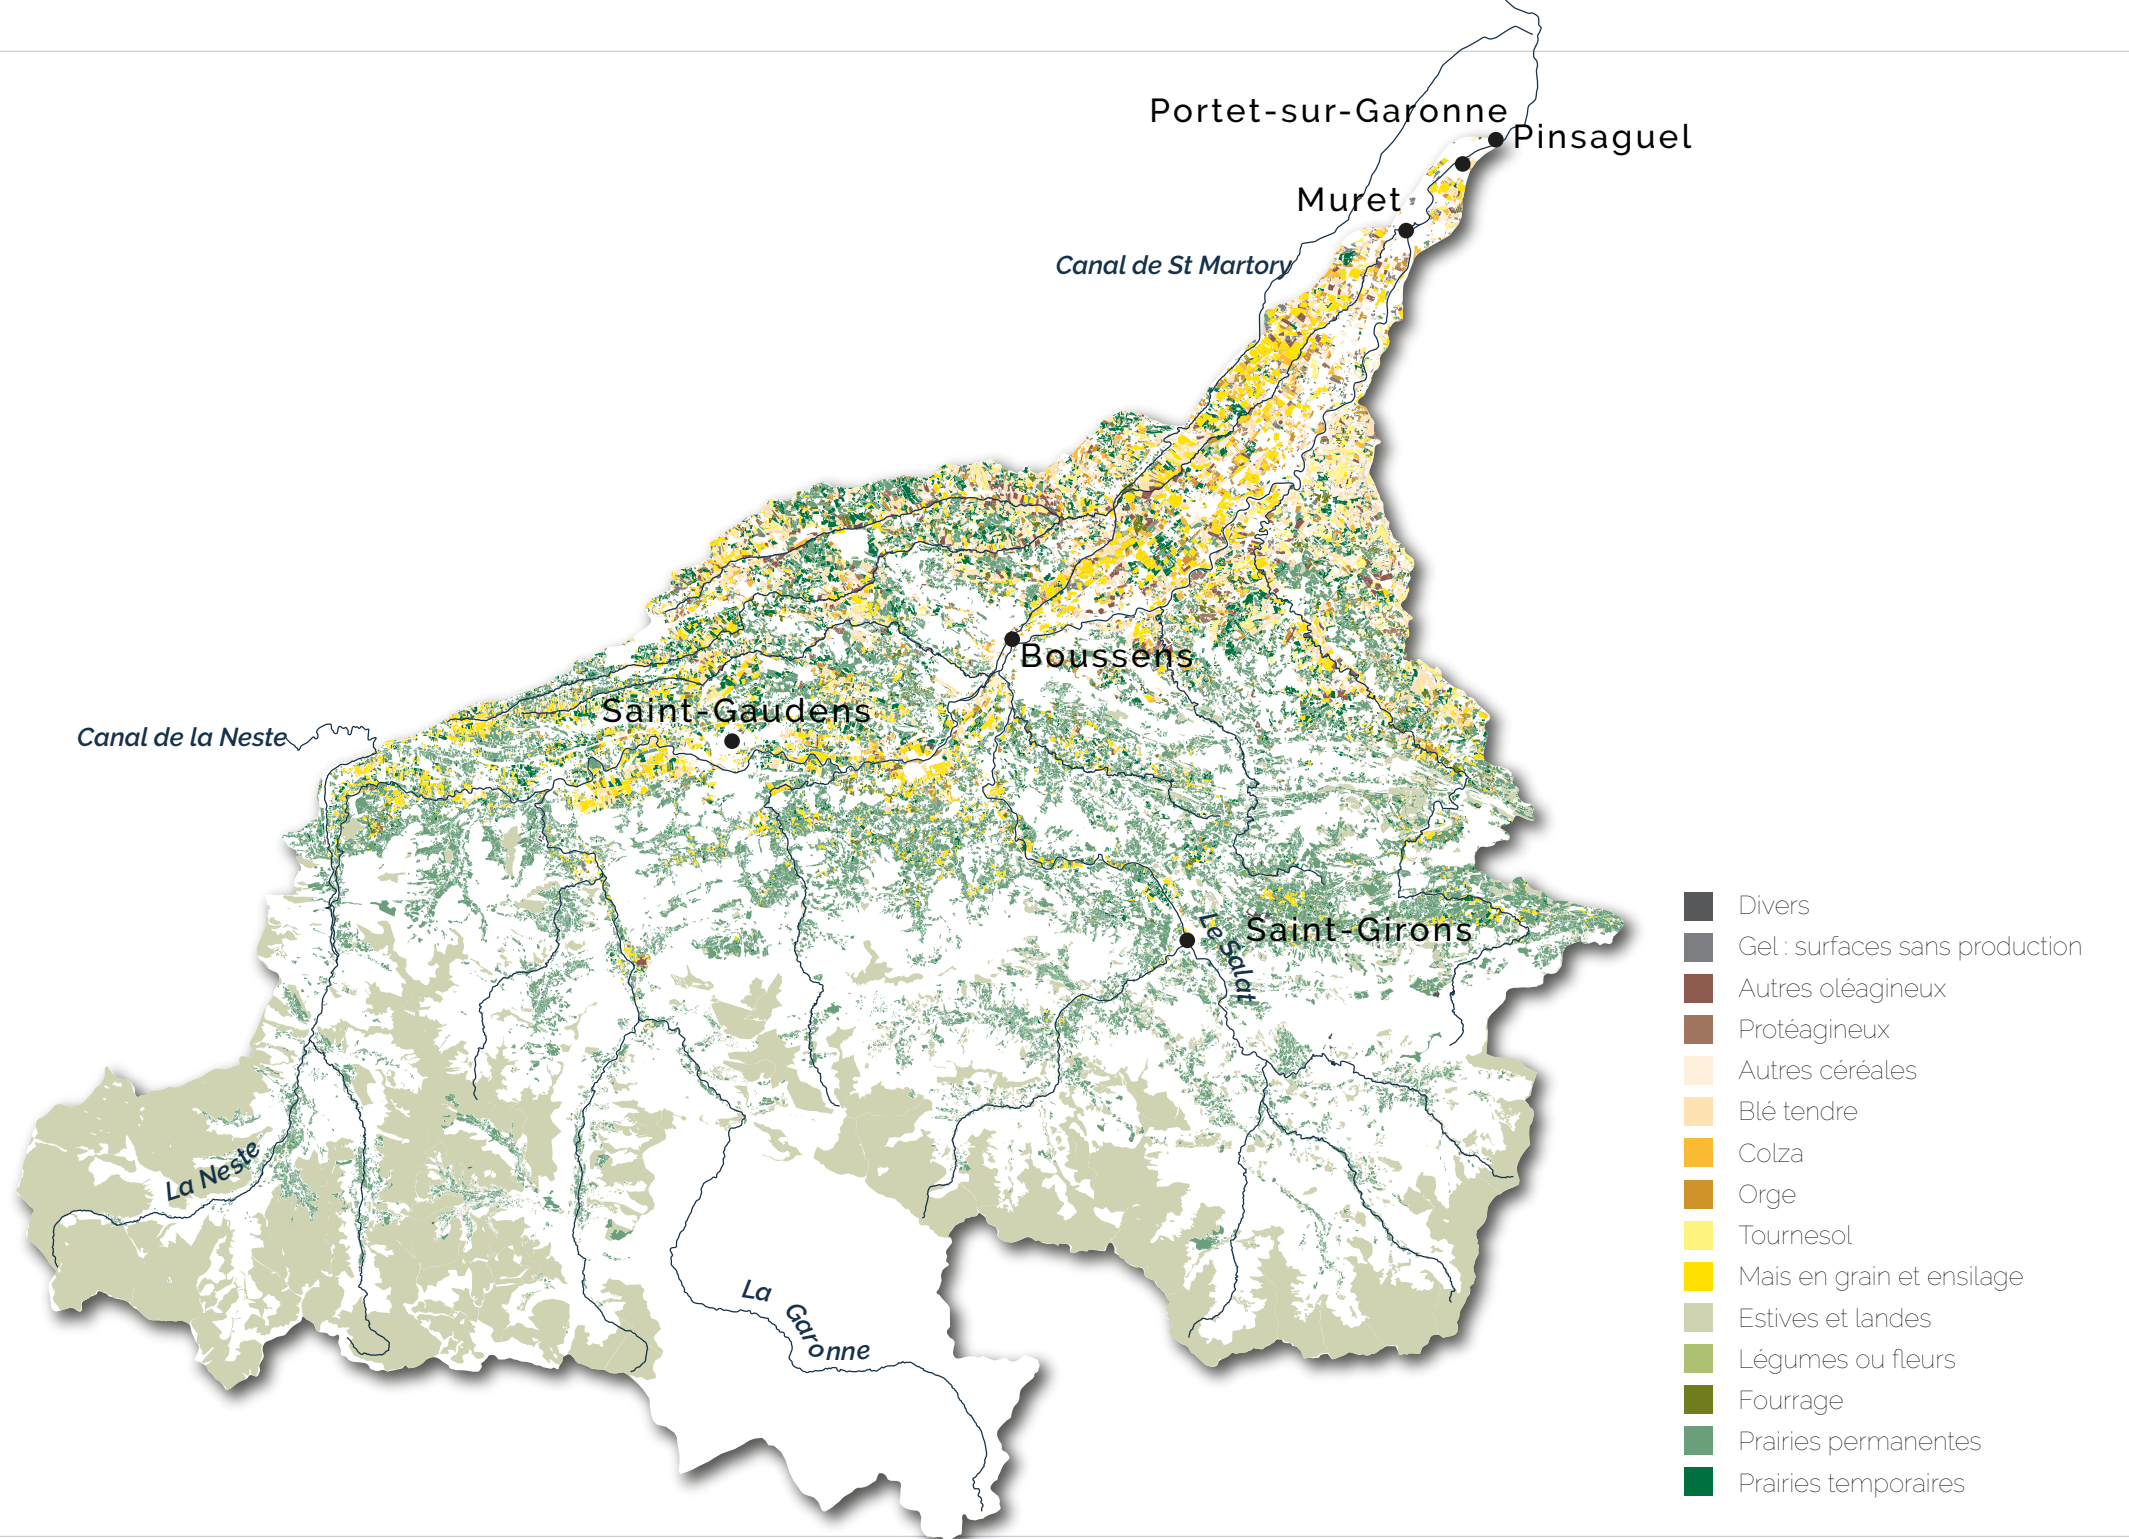 Portet-sur-Garonne
Pinsaguel
Muret
Canal de St Martory
Boussens
Saint-Gaudens
Canal de la Neste
Saint-Girons
Le Salat
La Neste
La Garonne
Divers
Gel : surfaces sans production
Autres oléagineux
Protéagineux
Autres céréales
Blé tendre
Colza
Orge
Tournesol
Mais en grain et ensilage
Estives et landes
Légumes ou fleurs
Fourrage
Prairies permanentes
Prairies temporaires